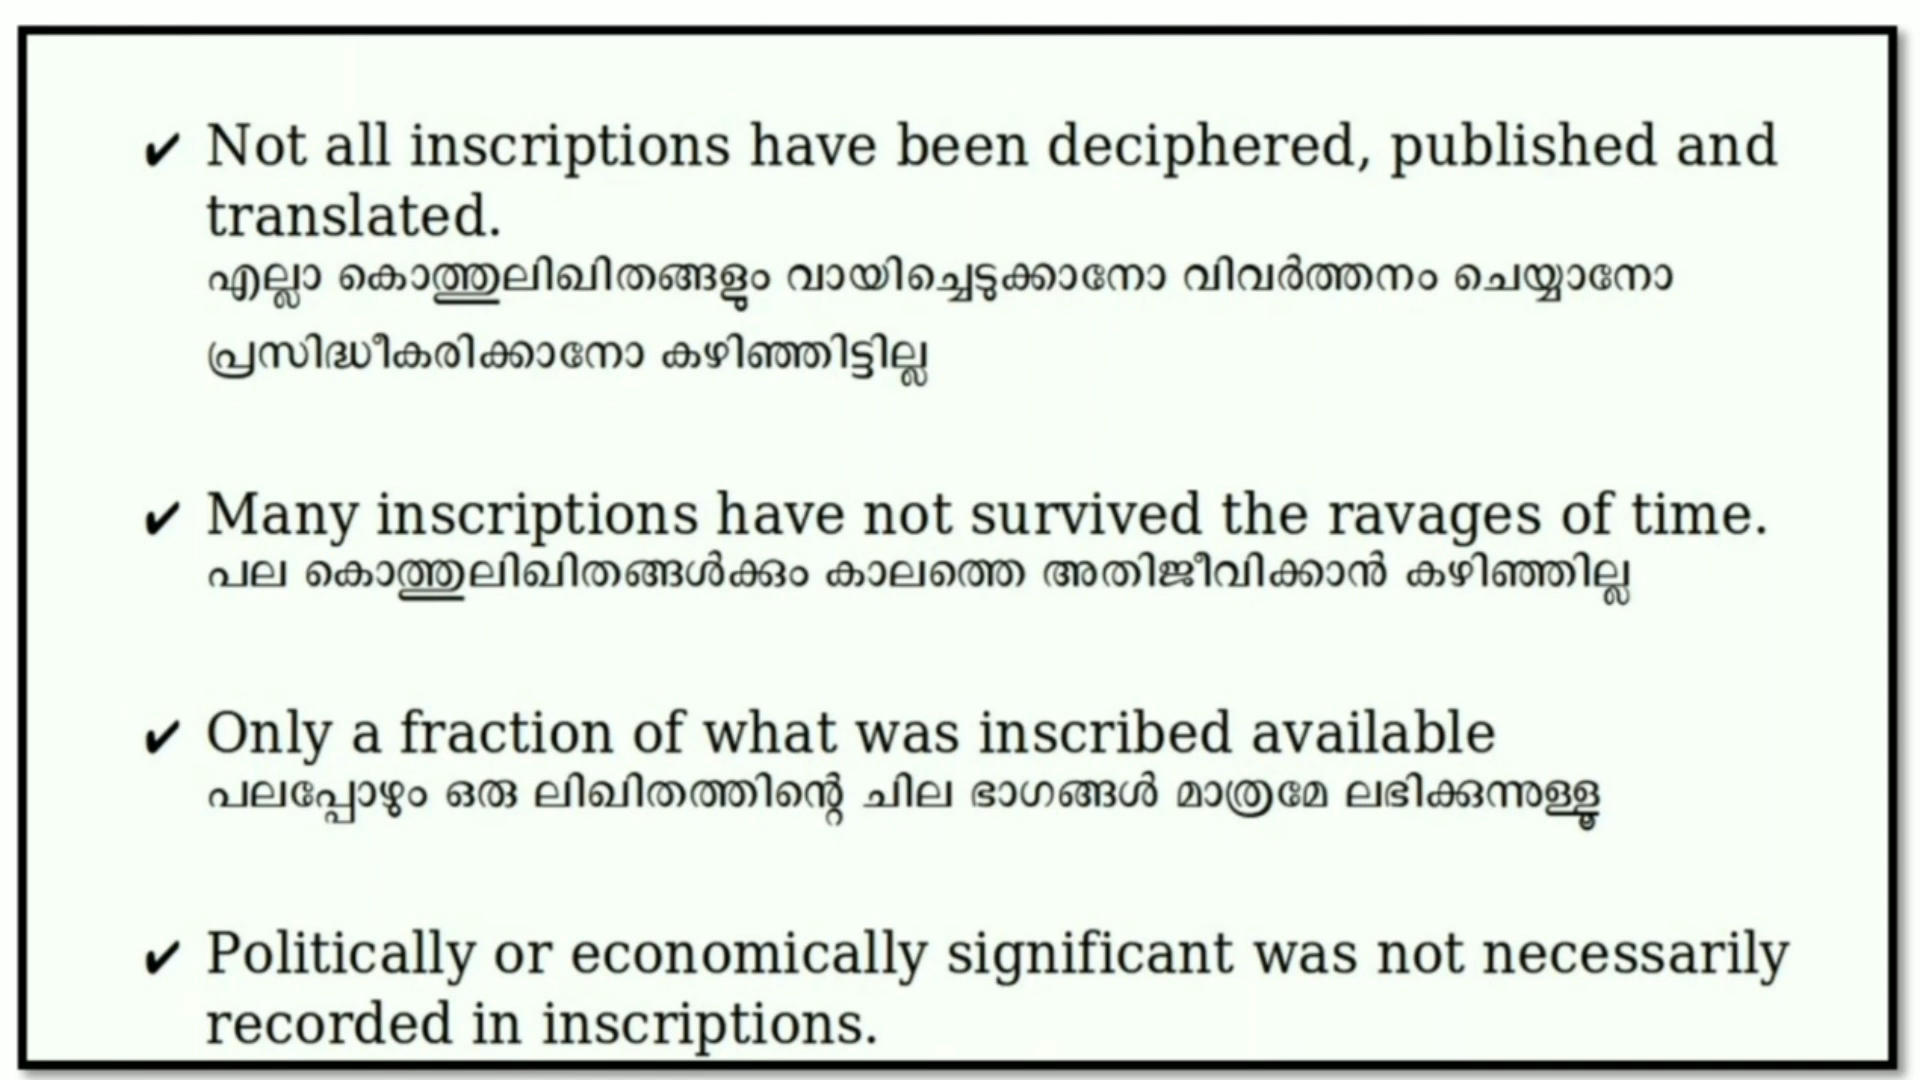 ✔ Not all inscriptions have been deciphered, published and
translated.
എല്ലാ കൊത്തുലിഖിതങ്ങളും വായിച്ചെടുക്കാനോ വിവർത്തനം ചെയ്യാനോ
പ്രസിദ്ധീകരിക്കാനോ കഴിഞ്ഞിട്ടില്ല
✔ Many inscriptions have not survived the ravages of time.
പല കൊത്തുലിഖിതങ്ങൾക്കും കാലത്തെ അതിജീവിക്കാൻ കഴിഞ്ഞില്ല
✔ Only a fraction of what was inscribed available
പലപ്പോഴും ഒരു ലിഖിതത്തിന്റെ ചില ഭാഗങ്ങൾ മാത്രമേ ലഭിക്കുന്നുള്ളൂ
✔ Politically or economically significant was not necessarily
recorded in inscriptions.